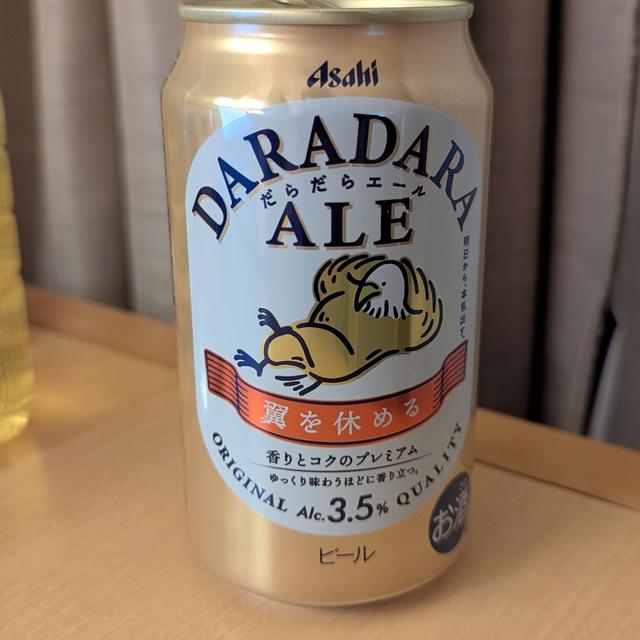 Asahi
DARADARA
だらだらエール
ALE
明日から、本気出す。
翼を休める
香りとコクのプレミアム
ゆっくり味わうほどに香り立つ。
ORIGINAL Alc.3.5% QUALITY
お酒
ビール